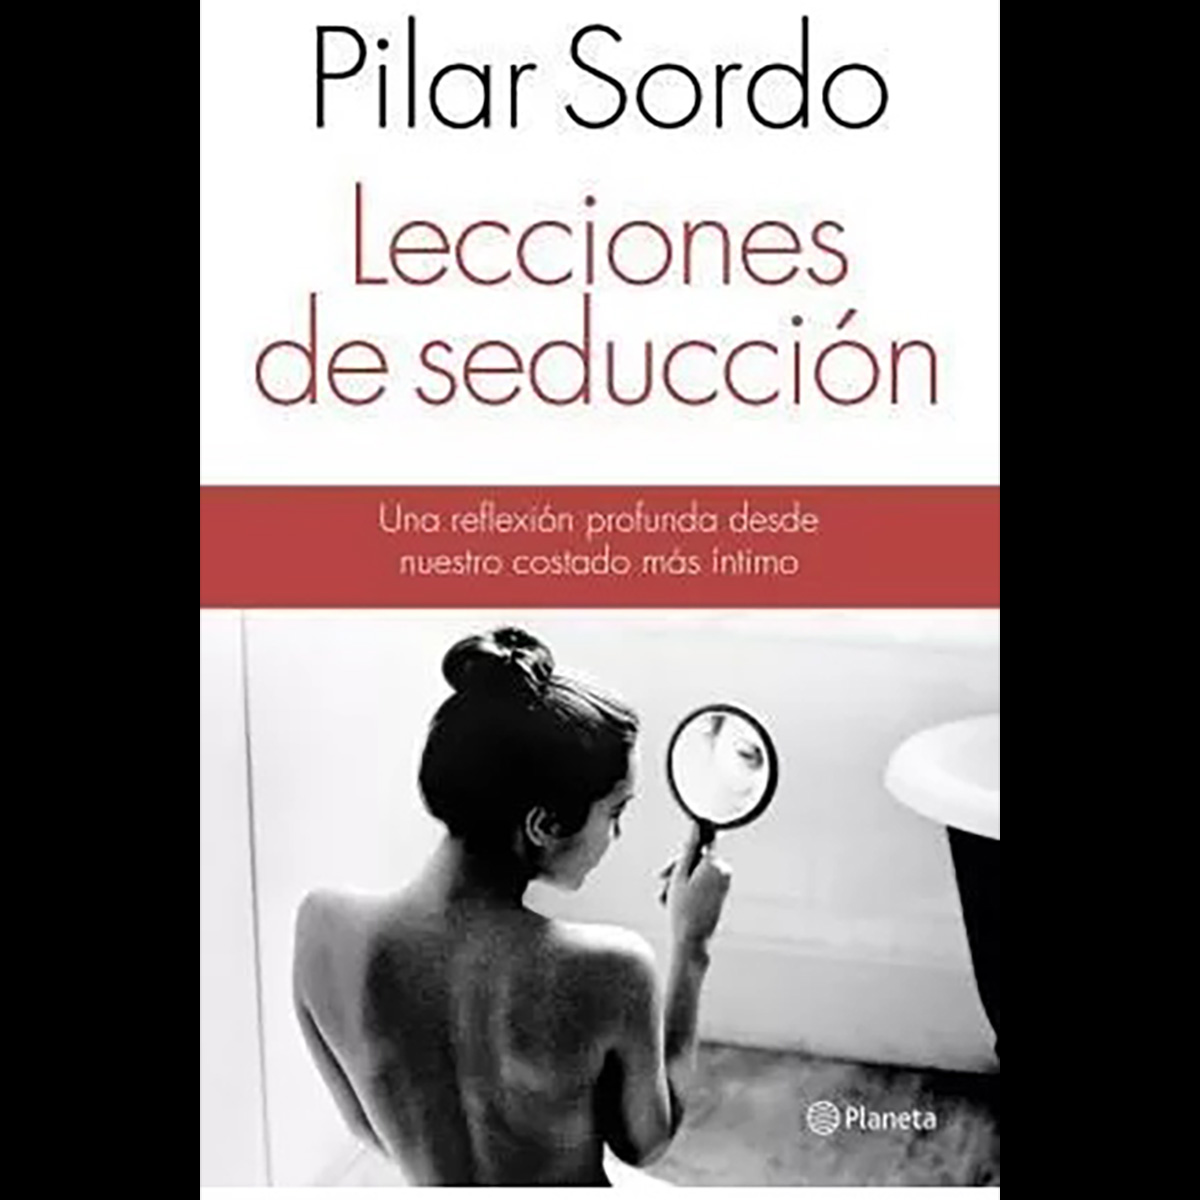 Pilar Sordo
Lecciones
de seducción
Una reflexión profunda desde
nuestro costado más íntimo
Planeta